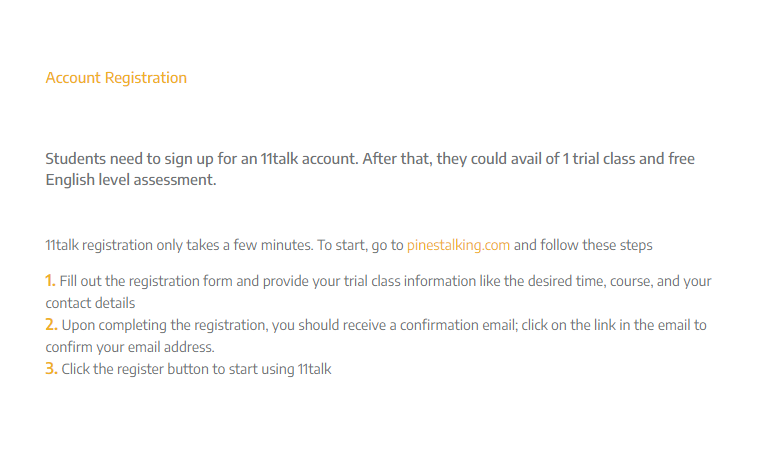 Account Registration
Students need to sign up for an 11talk account. After that, they could avail of 1 trial class and free
English level assessment.
11talk registration only takes a few minutes. To start, go to pinestalking.com and follow these steps
1. Fill out the registration form and provide your trial class information like the desired time, course, and your
contact details
2. Upon completing the registration, you should receive a confirmation email; click on the link in the email to
confirm your email address.
3. Click the register button to start using 11talk